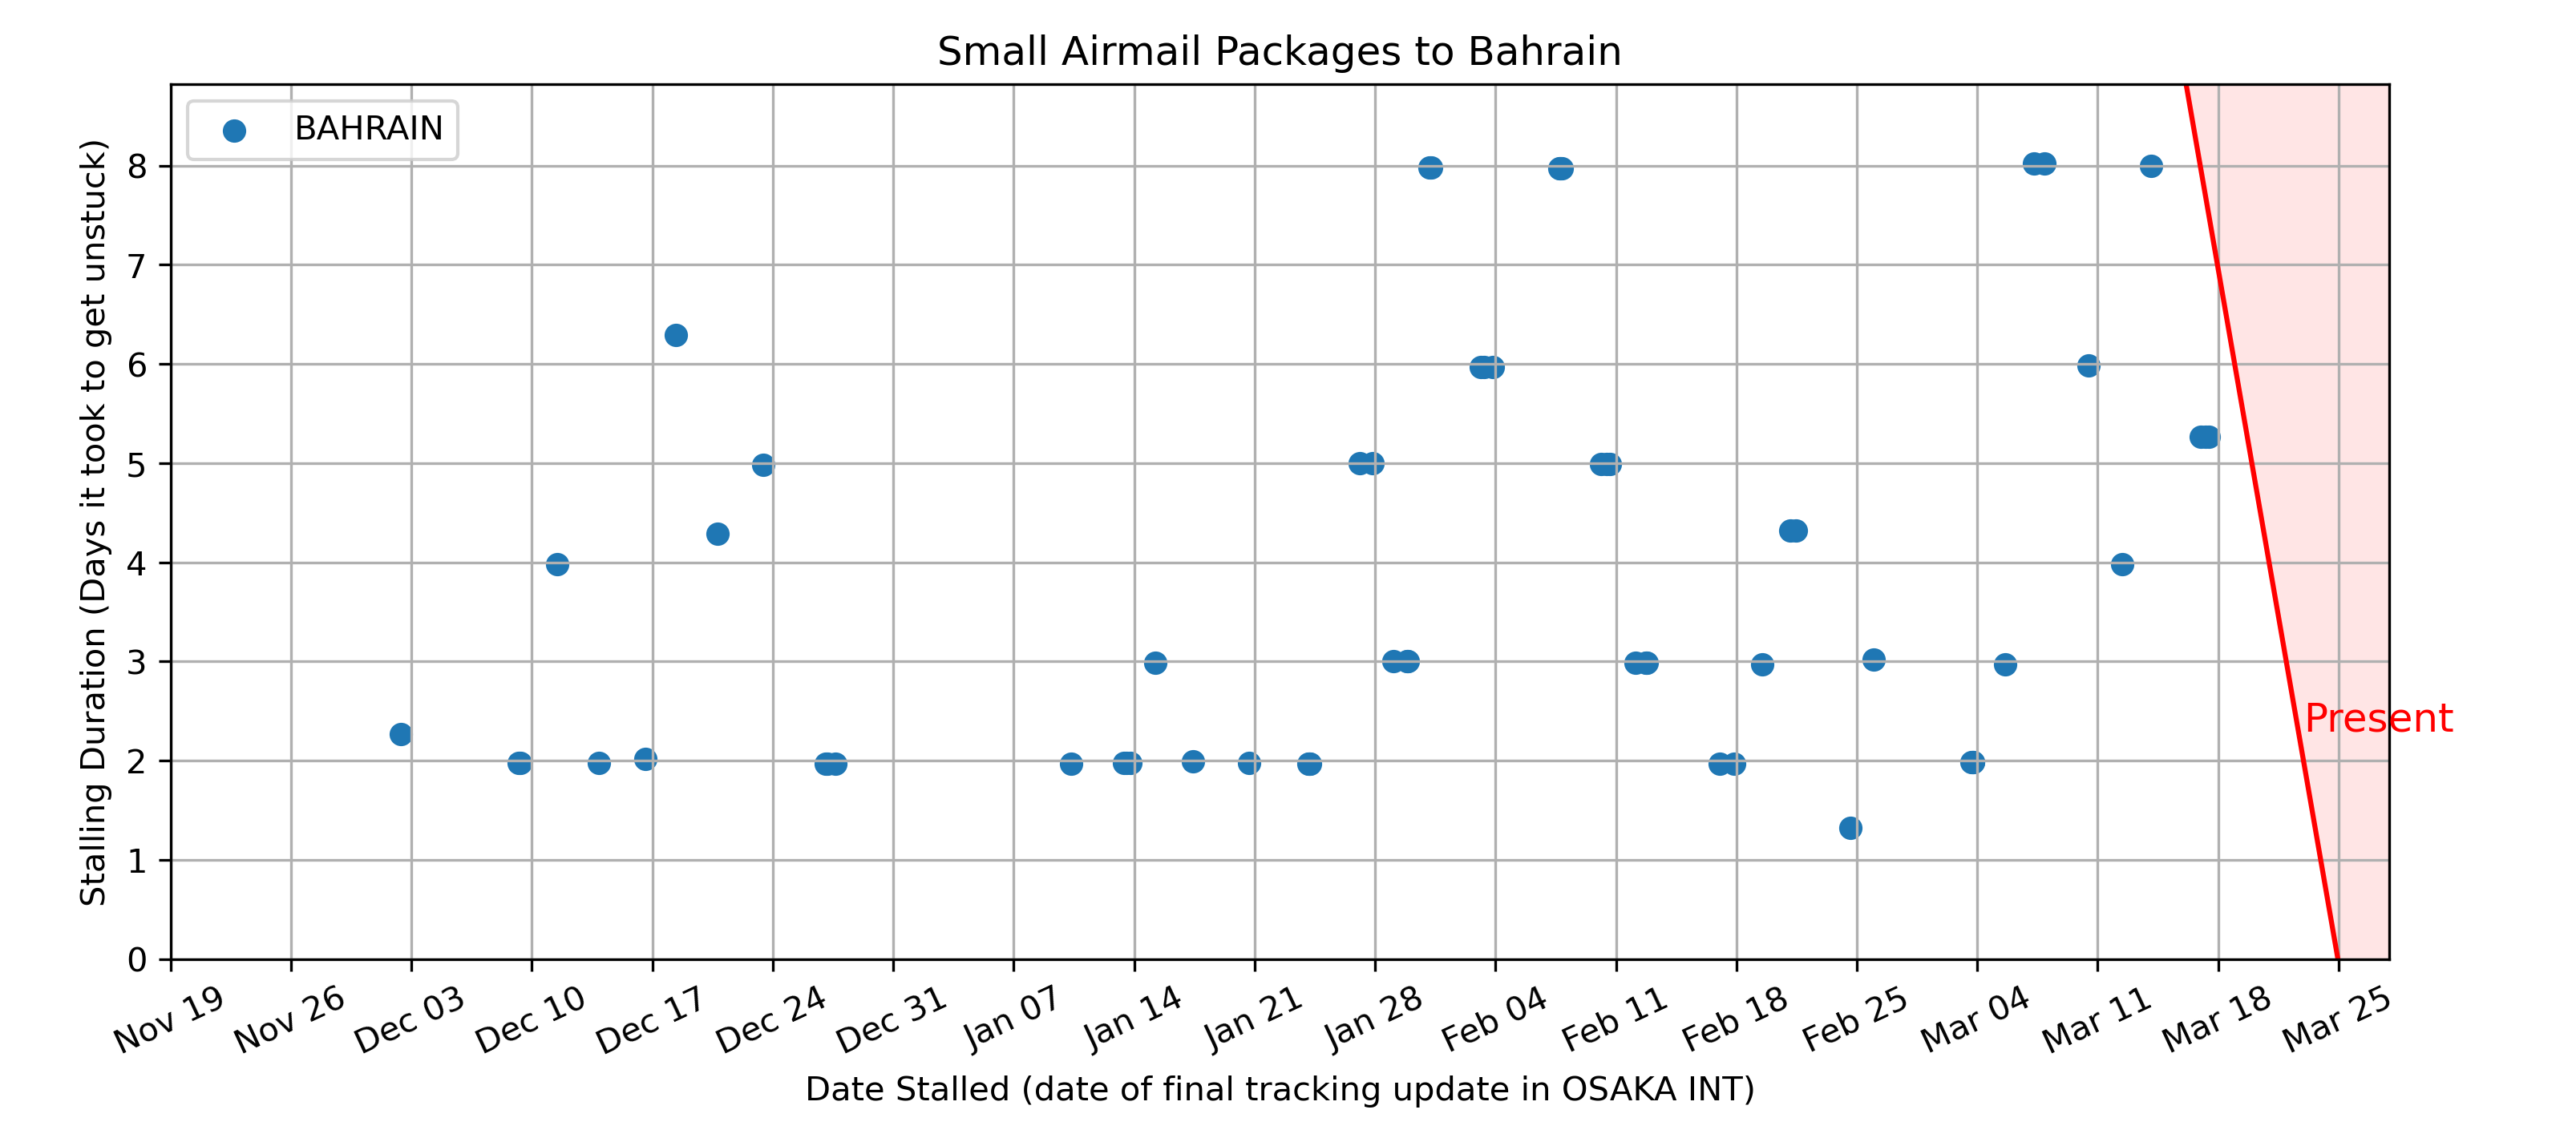 Small Airmail Packages to Bahrain
BAHRAIN
Stalling Duration (Days it took to get unstuck)
8
7
6
5
4
3
2
1
0
Present
Nov 19 Nov 26 Dec 03 Dec 10 Dec 17 Dec 24 Dec 31 Jan 07 Jan 14 Jan 21 Jan 28 Feb 04 Feb 11 Feb 18 Feb 25 Mar 04 Mar 11 Mar 18 Mar 25
Date Stalled (date of final tracking update in OSAKA INT)